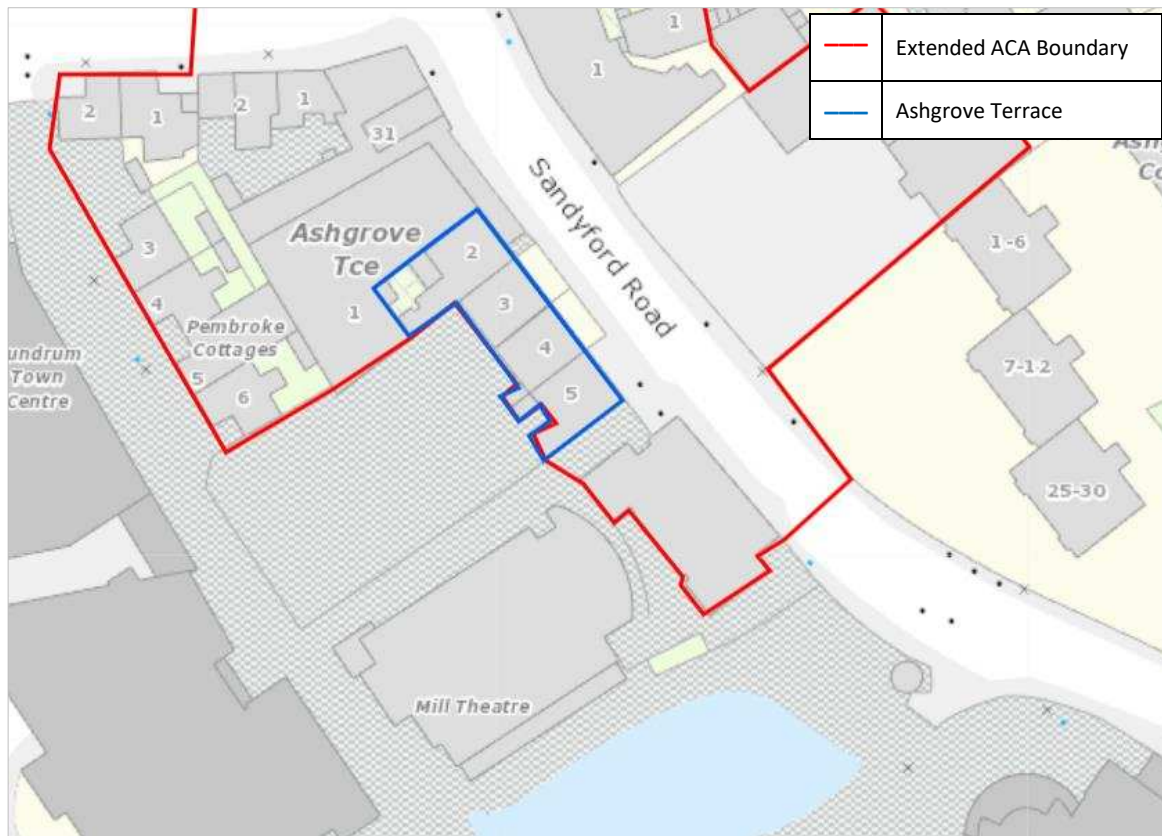 Extended ACA Boundary
Ashgrove Terrace
1
1
2
1
2
1
31
Sandyford Road
Ashgrove
Tce
1
2
3
4
5
3
4
5
6
Pembroke
Cottages
undrum
Town
Centre
1-6
7-12
25-30
Mill Theatre